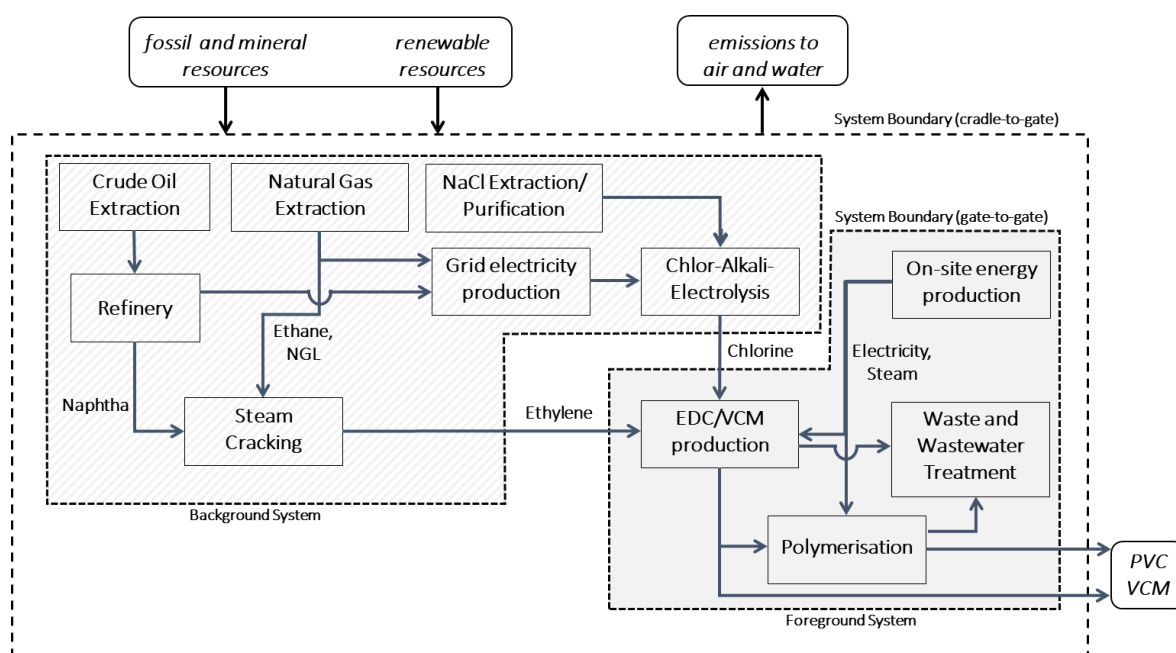 fossil and mineral
resources
renewable
resources
emissions to
air and water
System Boundary (cradle-to-gate)
Crude Oil
Extraction
Natural Gas
Extraction
NaCl Extraction/
Purification
System Boundary (gate-to-gate)
Refinery
Grid electricity
production
Chlor-Alkali-
Electrolysis
On-site energy
production
Ethane,
NGL
Chlorine
Electricity,
Steam
Naphtha
Steam
Cracking
Ethylene
EDC/VCM
production
Waste and
Wastewater
Treatment
Background System
Polymerisation
PVC
VCM
Foreground System